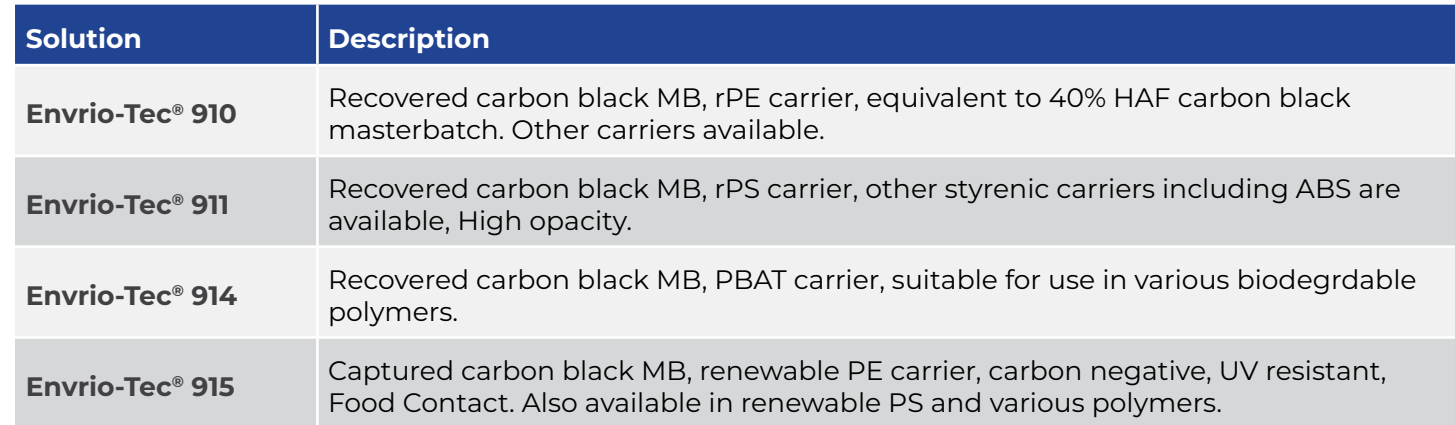 Solution Description
Envrio-Tec® 910
Recovered carbon black MB, rPE carrier, equivalent to 40% HAF carbon black
masterbatch. Other carriers available.
Envrio-Tec® 911
Recovered carbon black MB, rPS carrier, other styrenic carriers including ABS are
available, High opacity.
Envrio-Tec® 914
Recovered carbon black MB, PBAT carrier, suitable for use in various biodegrdable
polymers.
Envrio-Tec® 915
Captured carbon black MB, renewable PE carrier, carbon negative, UV resistant,
Food Contact. Also available in renewable PS and various polymers.